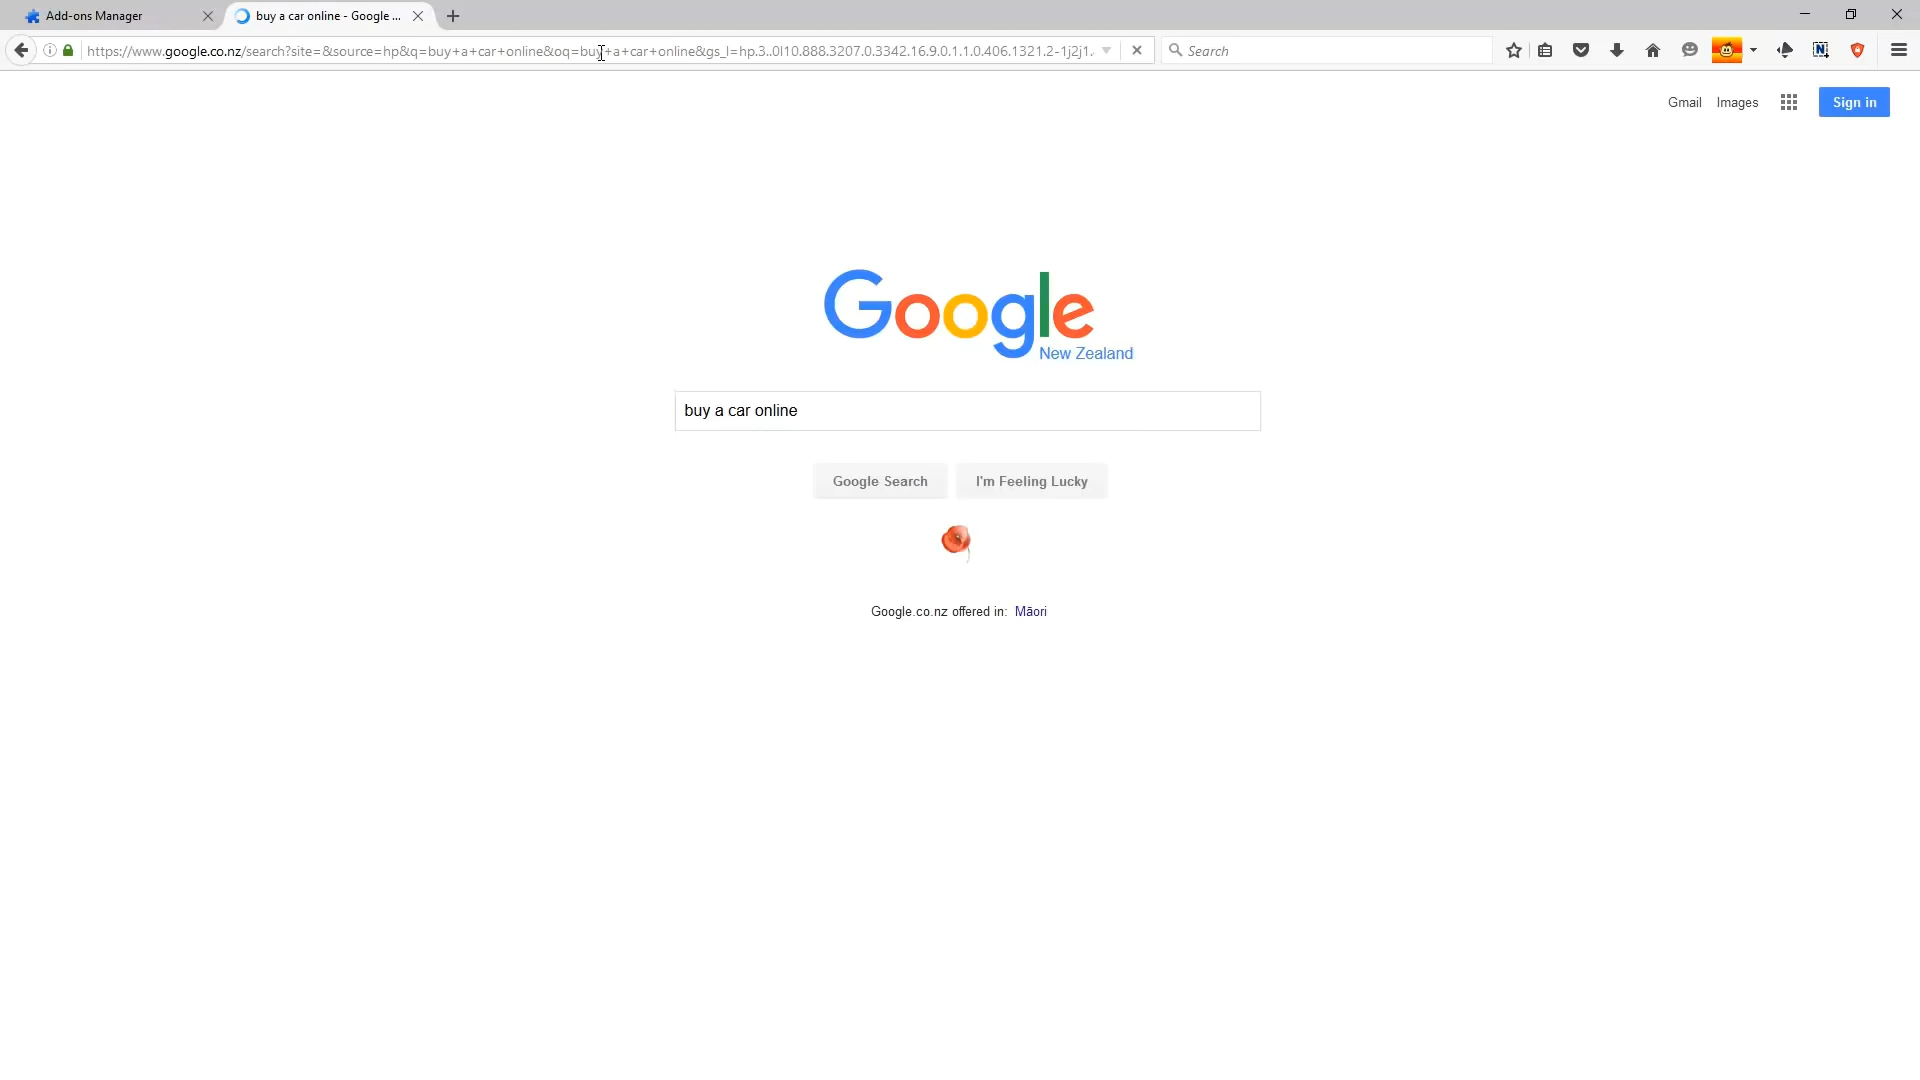 Add-ons Manager
buy a car online - Google ...
https://www.google.co.nz/search?site=&source=hp&q=buy+a+car+online&oq=buy+a+car+online&gs_l=hp.3..0l10.888.3207.0.3342.16.9.0.1.1.0.406.1321.2-1j2j1.
Search
Gmail
Images
Sign in
Google
New Zealand
buy a car online
Google Search
I'm Feeling Lucky
Google.co.nz offered in: Māori